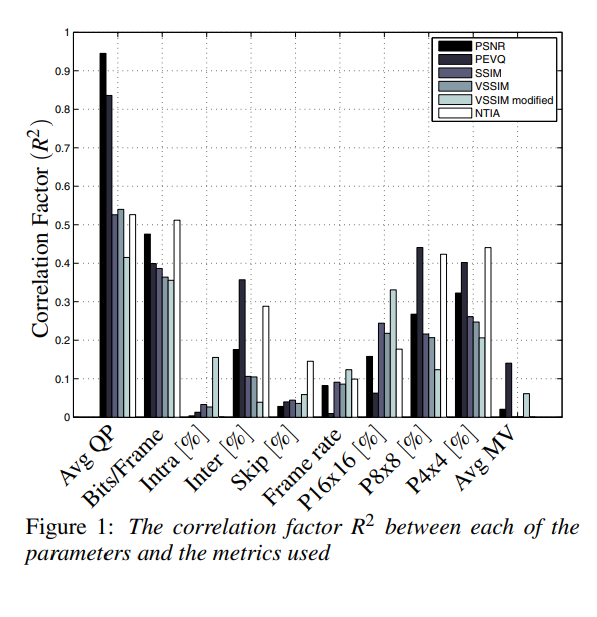 1
0.9
0.8
0.7
0.6
0.5
0.4
0.3
0.2
0.1
0
Correlation Factor (R²)
PSNR
PEVQ
SSIM
VSSIM
VSSIM modified
NTIA
Avg QP
Bits/Frame
Intra [%]
Inter [%]
Skip [%]
Frame rate
P16x16 [%]
P8x8 [%]
P4x4 [%]
Avg MV
Figure 1: The correlation factor R² between each of the
parameters and the metrics used